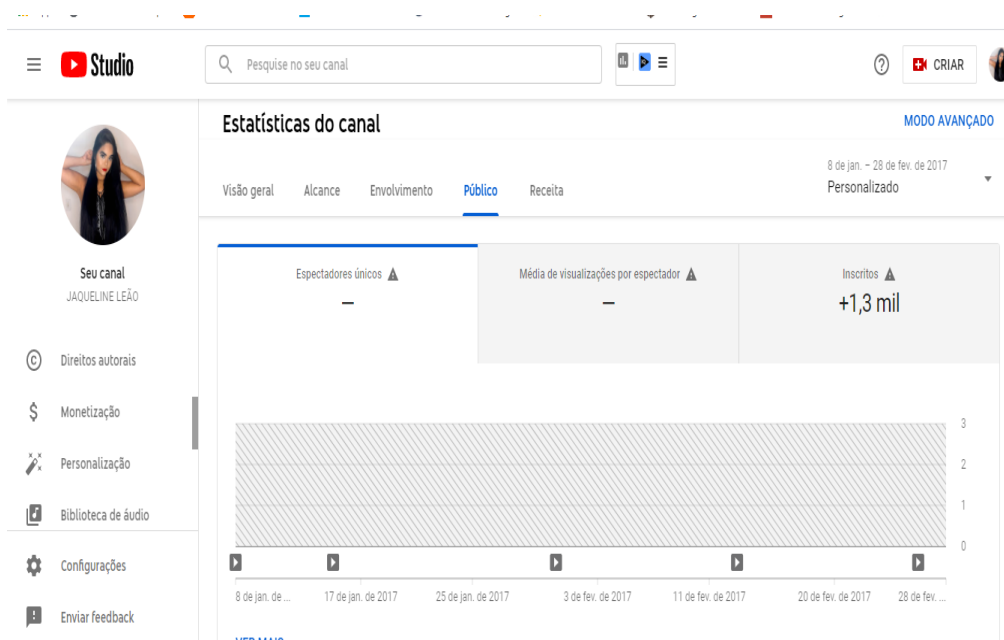 Studio
Pesquise no seu canal
CRIAR
Estatísticas do canal
MODO AVANÇADO
8 de jan. – 28 de fev. de 2017
Personalizado
Visão geral
Alcance
Envolvimento
Público
Receita
Seu canal
JAQUELINE LEÃO
Direitos autorais
Monetização
Personalização
Biblioteca de áudio
Configurações
Enviar feedback
Espectadores únicos
—
Média de visualizações por espectador
—
Inscritos
+1,3 mil
3
2
1
0
8 de jan. de ...
17 de jan. de 2017
25 de jan. de 2017
3 de fev. de 2017
11 de fev. de 2017
20 de fev. de 2017
28 de fev. ...
VER MAIS